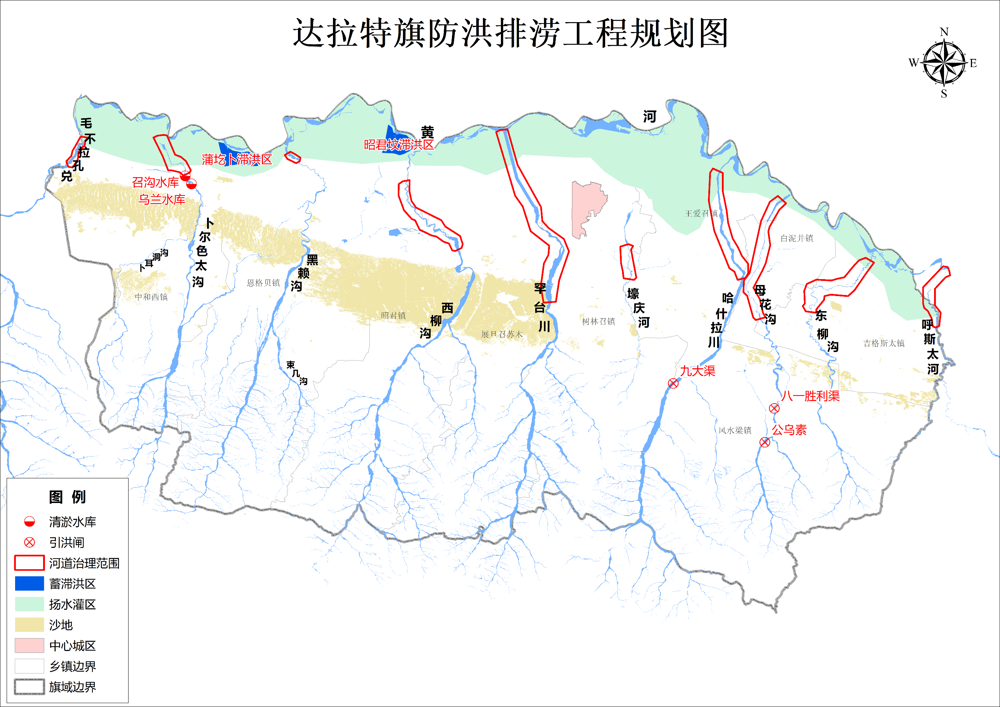 达拉特旗防洪排涝工程规划图
N
W
E
S
毛不拉孔兑
黄河
昭君坟滞洪区
蒲圪卜滞洪区
召沟水库
乌兰水库
卜尔色太沟
卜耳洞沟
中和西镇
恩格贝镇
黑赖沟
束几沟
昭君镇
西柳沟
展旦召苏木
罕台川
树林召镇
壕庆河
王爱召镇
白泥井镇
哈什拉川
母花沟
东柳沟
吉格斯太镇
呼斯太河
九大渠
八一胜利渠
公乌素
风水梁镇
图例
清淤水库
引洪闸
河道治理范围
蓄滞洪区
扬水灌区
沙地
中心城区
乡镇边界
旗域边界